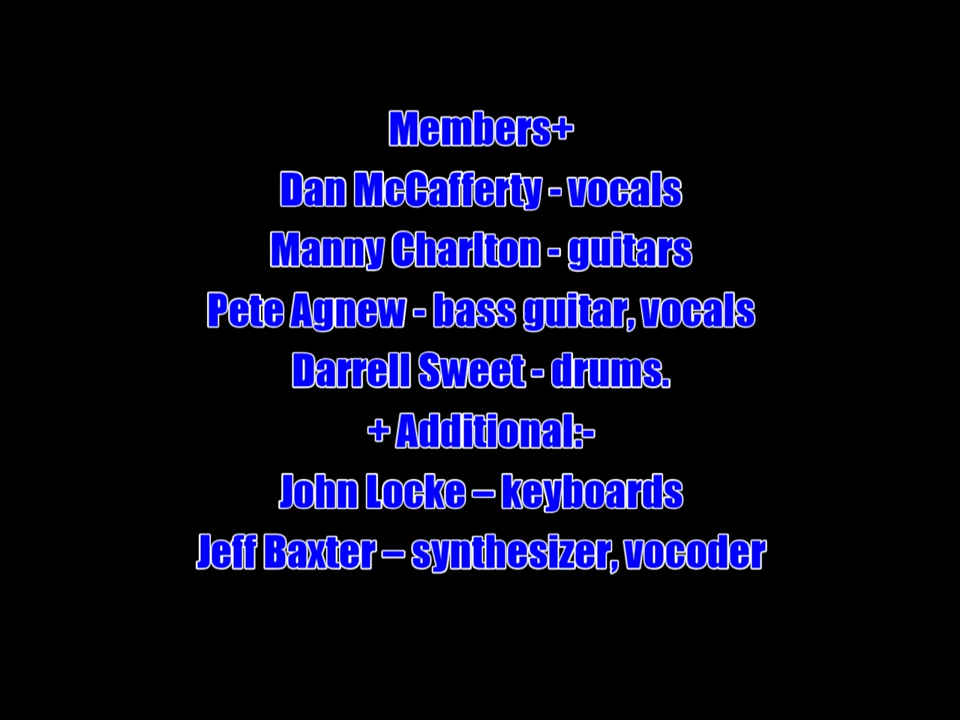 Members+
Dan McCafferty - vocals
Manny Charlton - guitars
Pete Agnew - bass guitar, vocals
Darrell Sweet - drums.
+ Additional:-
John Locke – keyboards
Jeff Baxter – synthesizer, vocoder